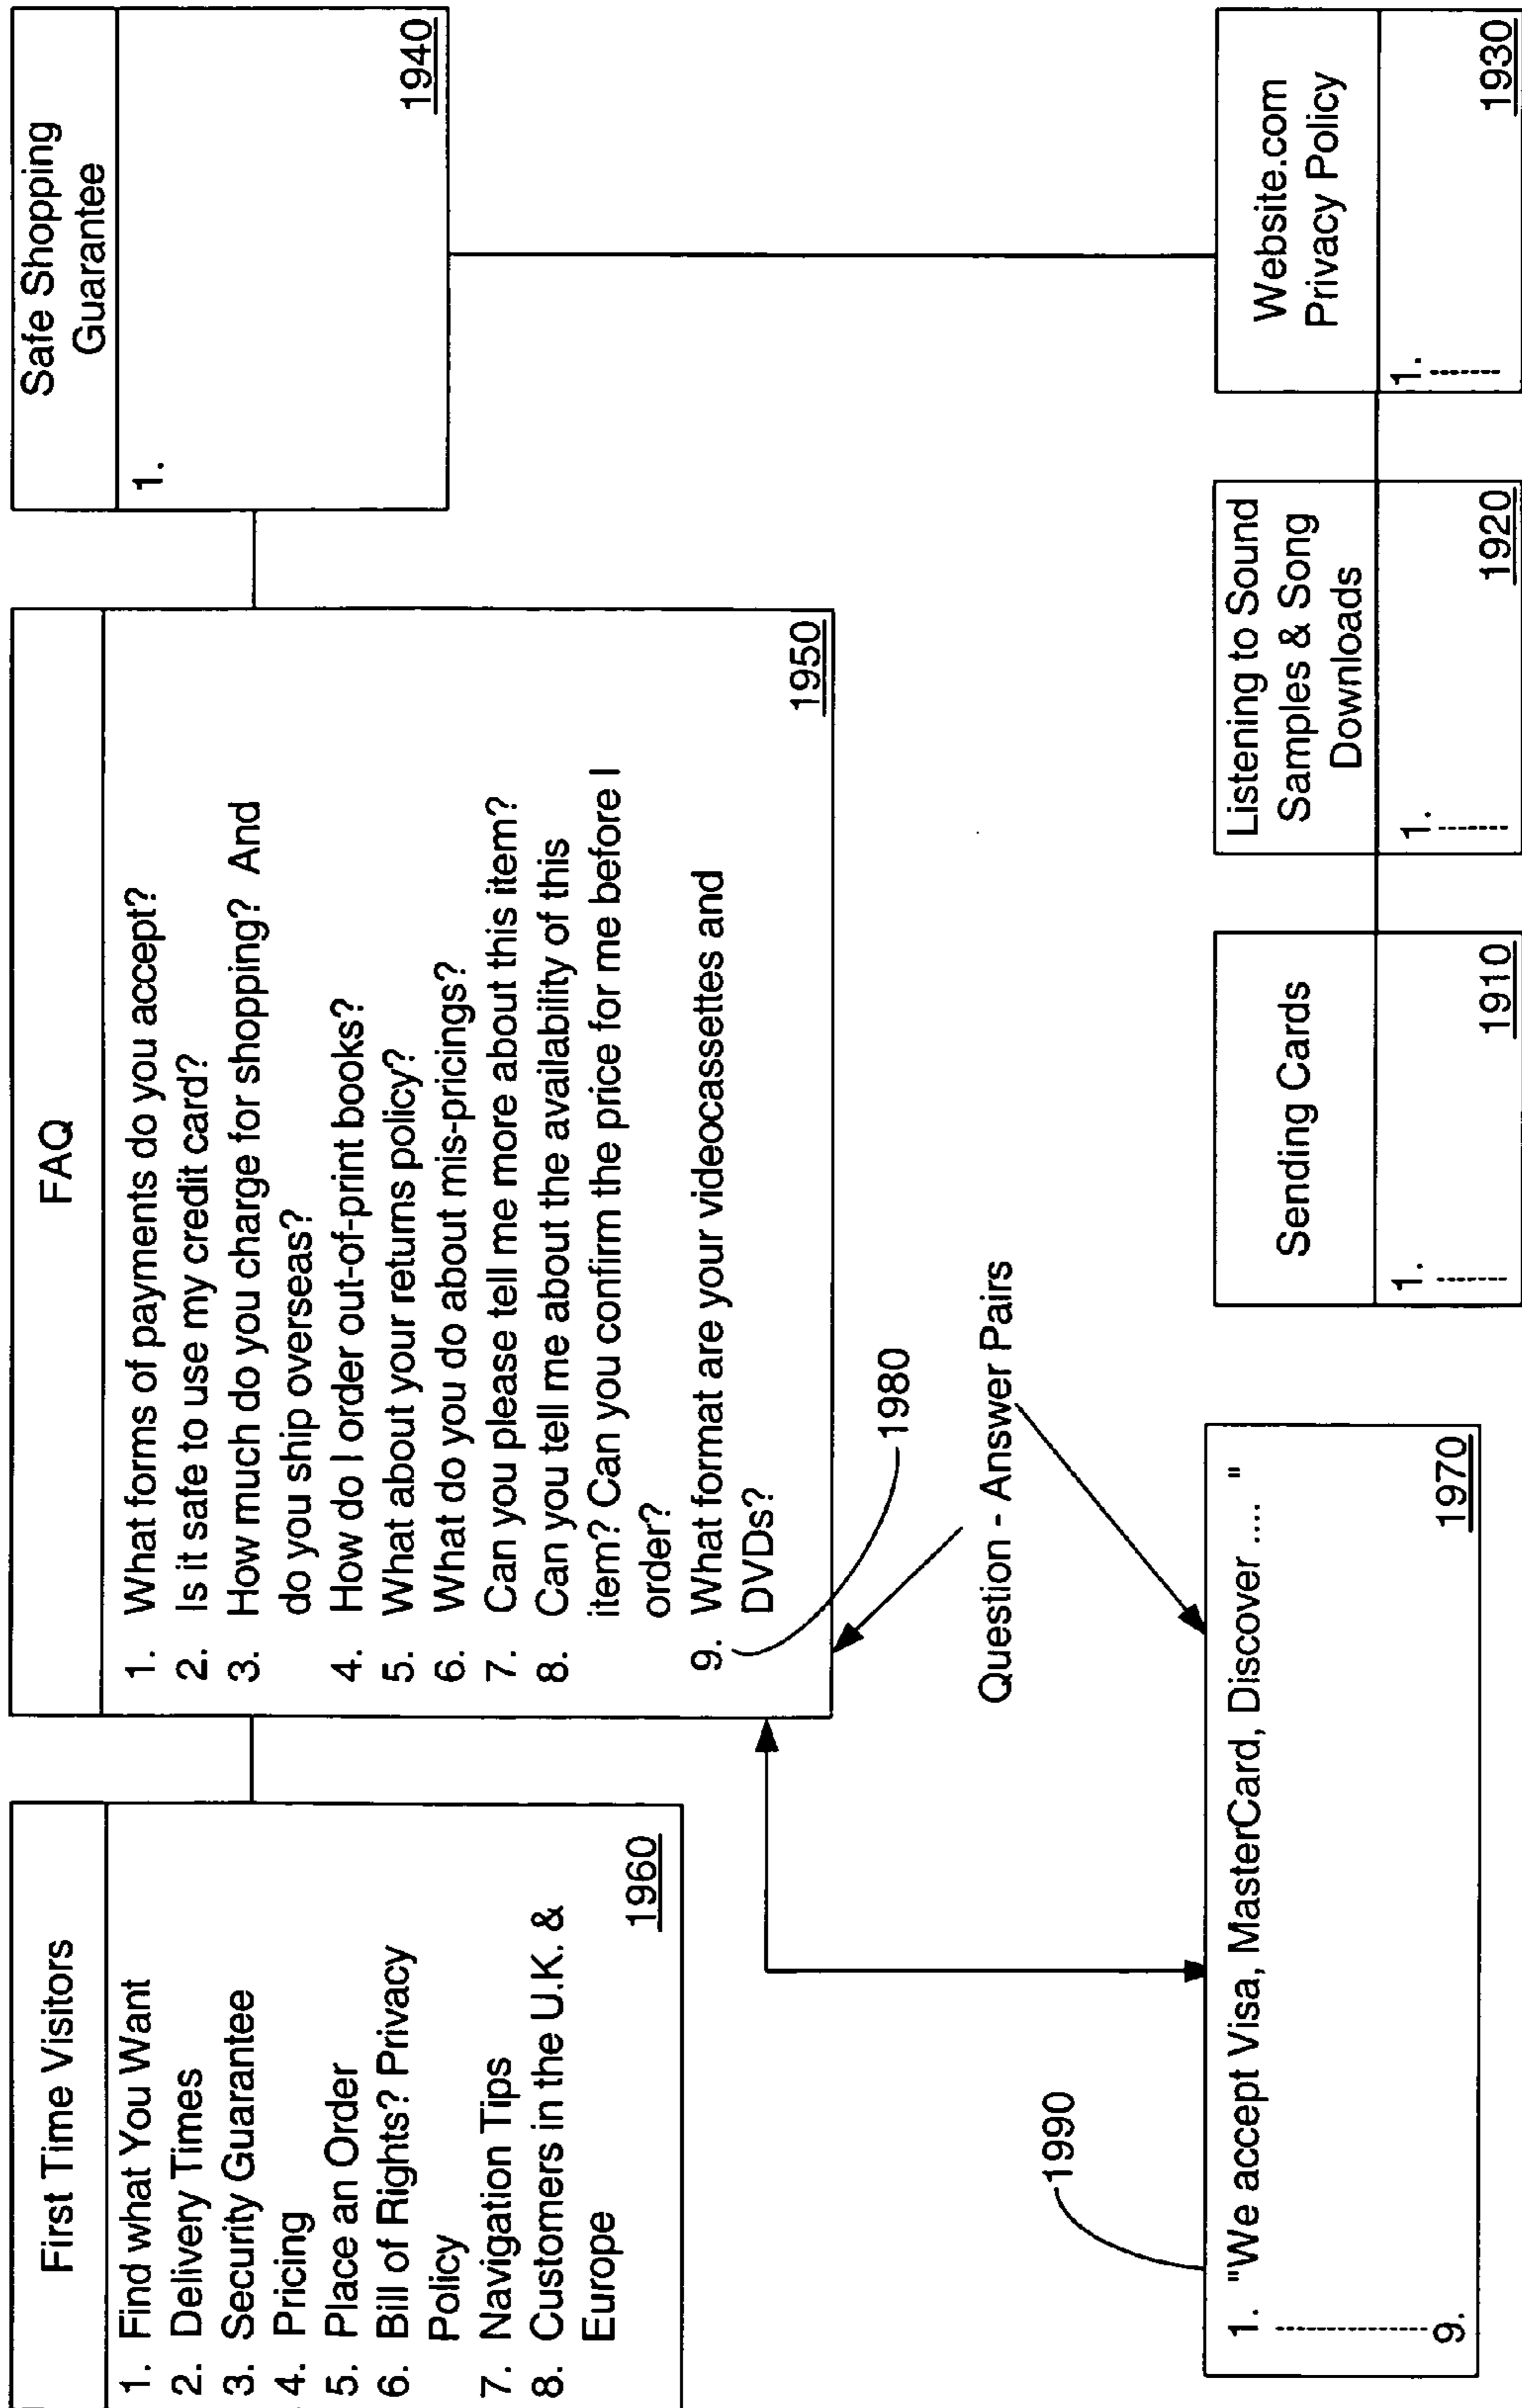 First Time Visitors
1. Find what You Want
2. Delivery Times
3. Security Guarantee
4. Pricing
5. Place an Order
6. Bill of Rights? Privacy
Policy
7. Navigation Tips
8. Customers in the U.K. &
Europe
1960
FAQ
1. What forms of payments do you accept?
2. Is it safe to use my credit card?
3. How much do you charge for shopping? And
do you ship overseas?
4. How do I order out-of-print books?
5. What about your returns policy?
6. What do you do about mis-pricings?
7. Can you please tell me more about this item?
8. Can you tell me about the availability of this
item? Can you confirm the price for me before I
order?
9. What format are your videocassettes and
DVDs?
1950
Safe Shopping
Guarantee
1.
1940
1980
Question - Answer Pairs
1990
1. "We accept Visa, MasterCard, Discover .... "
9.
1970
Sending Cards
1.
1910
Listening to Sound
Samples & Song
Downloads
1.
1920
Website.com
Privacy Policy
1.
1930